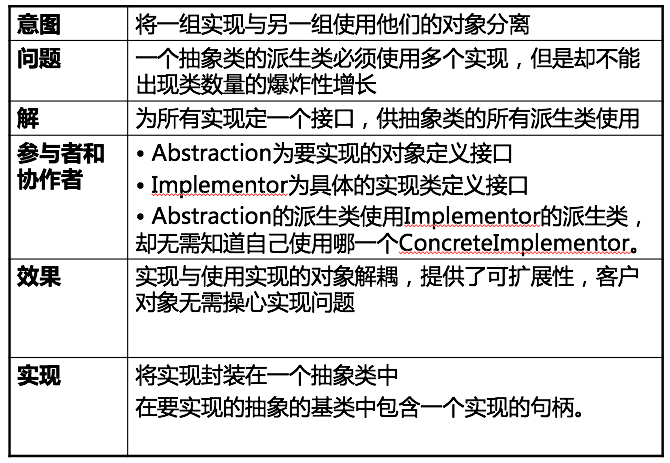 意图
将一组实现与另一组使用他们的对象分离
问题
一个抽象类的派生类必须使用多个实现，但是却不能
出现类数量的爆炸性增长
解
为所有实现定一个接口，供抽象类的所有派生类使用
参与者和
协作者
• Abstraction为要实现的对象定义接口
• Implementor为具体的实现类定义接口
• Abstraction的派生类使用Implementor的派生类，
却无需知道自己使用哪一个ConcreteImplementor。
效果
实现与使用实现的对象解耦，提供了可扩展性，客户
对象无需操心实现问题
实现
将实现封装在一个抽象类中
在要实现的抽象的基类中包含一个实现的句柄。